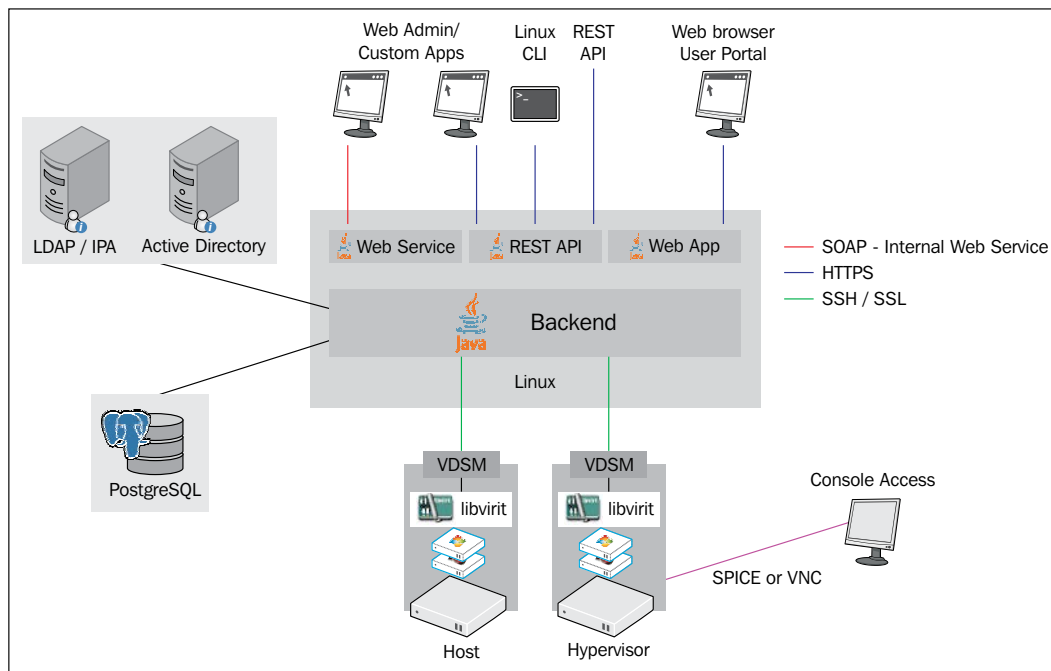 Web Admin/
Custom Apps
Linux
CLI
REST
API
Web browser
User Portal
>_
LDAP / IPA
Active Directory
Web Service
REST API
Web App
SOAP - Internal Web Service
HTTPS
SSH / SSL
Java
Backend
Linux
PostgreSQL
VDSM
VDSM
libvirit
libvirit
Console Access
SPICE or VNC
Host
Hypervisor